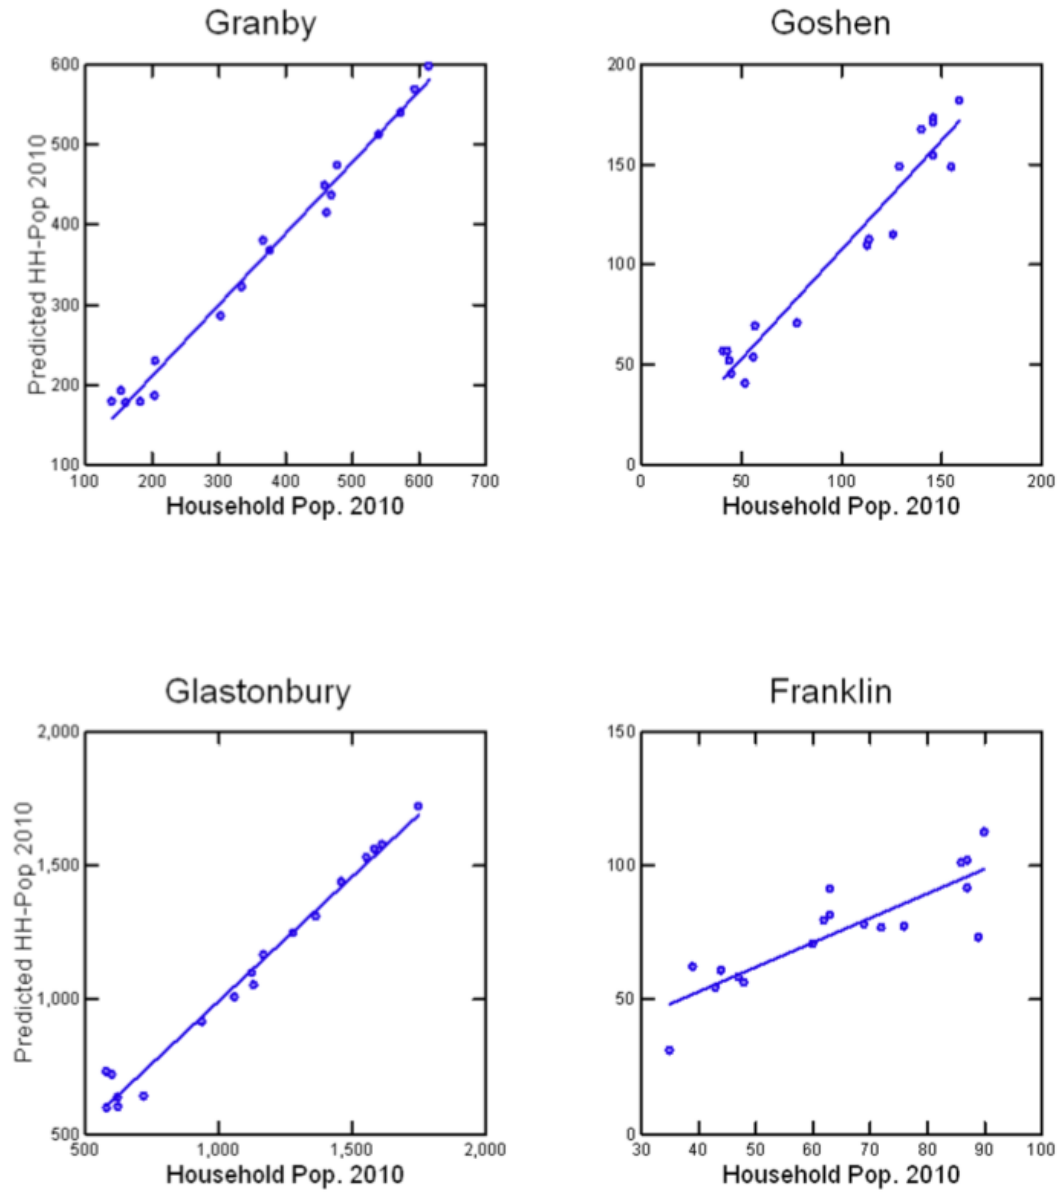 Granby
Goshen
600
500
400
300
200
100
Predicted HH-Pop 2010
100 200 300 400 500 600 700
Household Pop. 2010
200
150
100
50
0
0 50 100 150 200
Household Pop. 2010
Glastonbury
Franklin
2,000
1,500
1,000
500
Predicted HH-Pop 2010
500 1,000 1,500 2,000
Household Pop. 2010
150
100
50
0
30 40 50 60 70 80 90 100
Household Pop. 2010